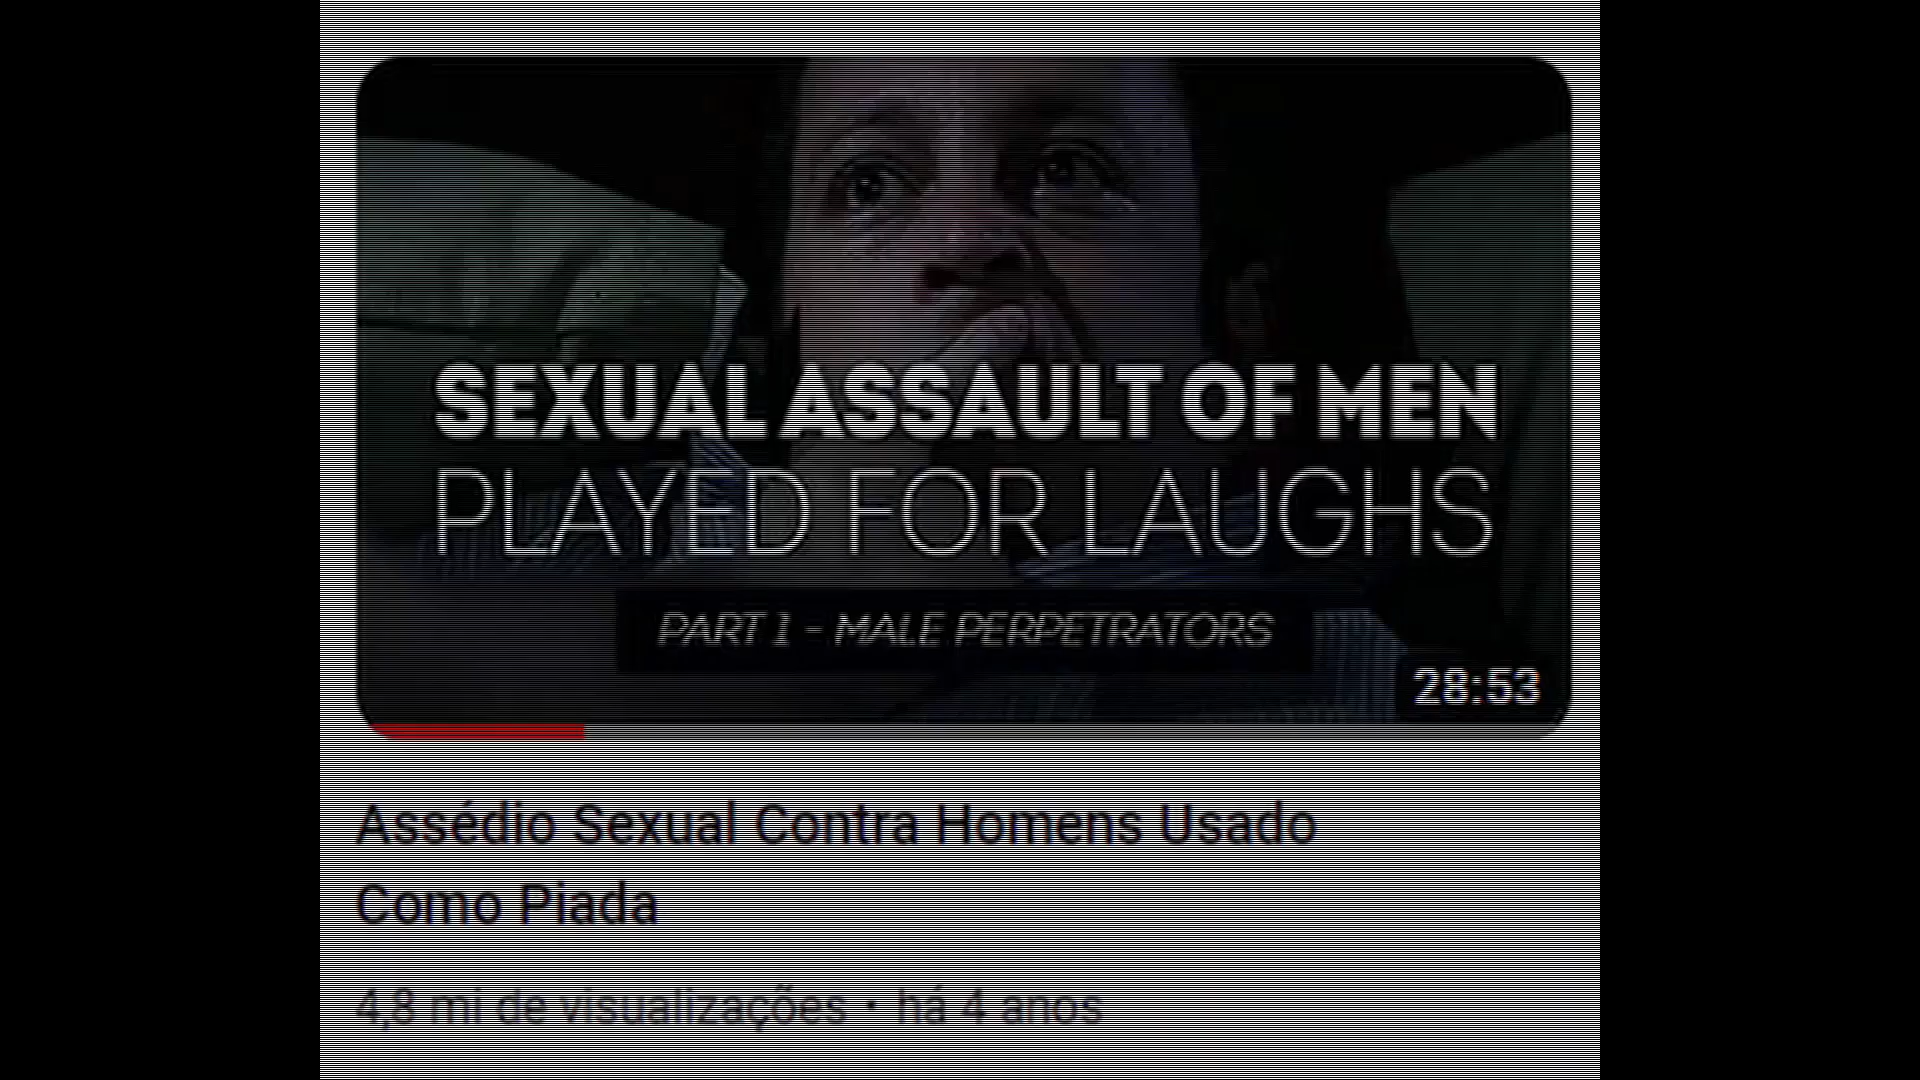 SEXUAL ASSAULT OF MEN
PLAYED FOR LAUGHS
PART 1 - MALE PERPETRATORS
28:53
Assédio Sexual Contra Homens Usado
Como Piada
4,8 mi de visualizações • há 4 anos